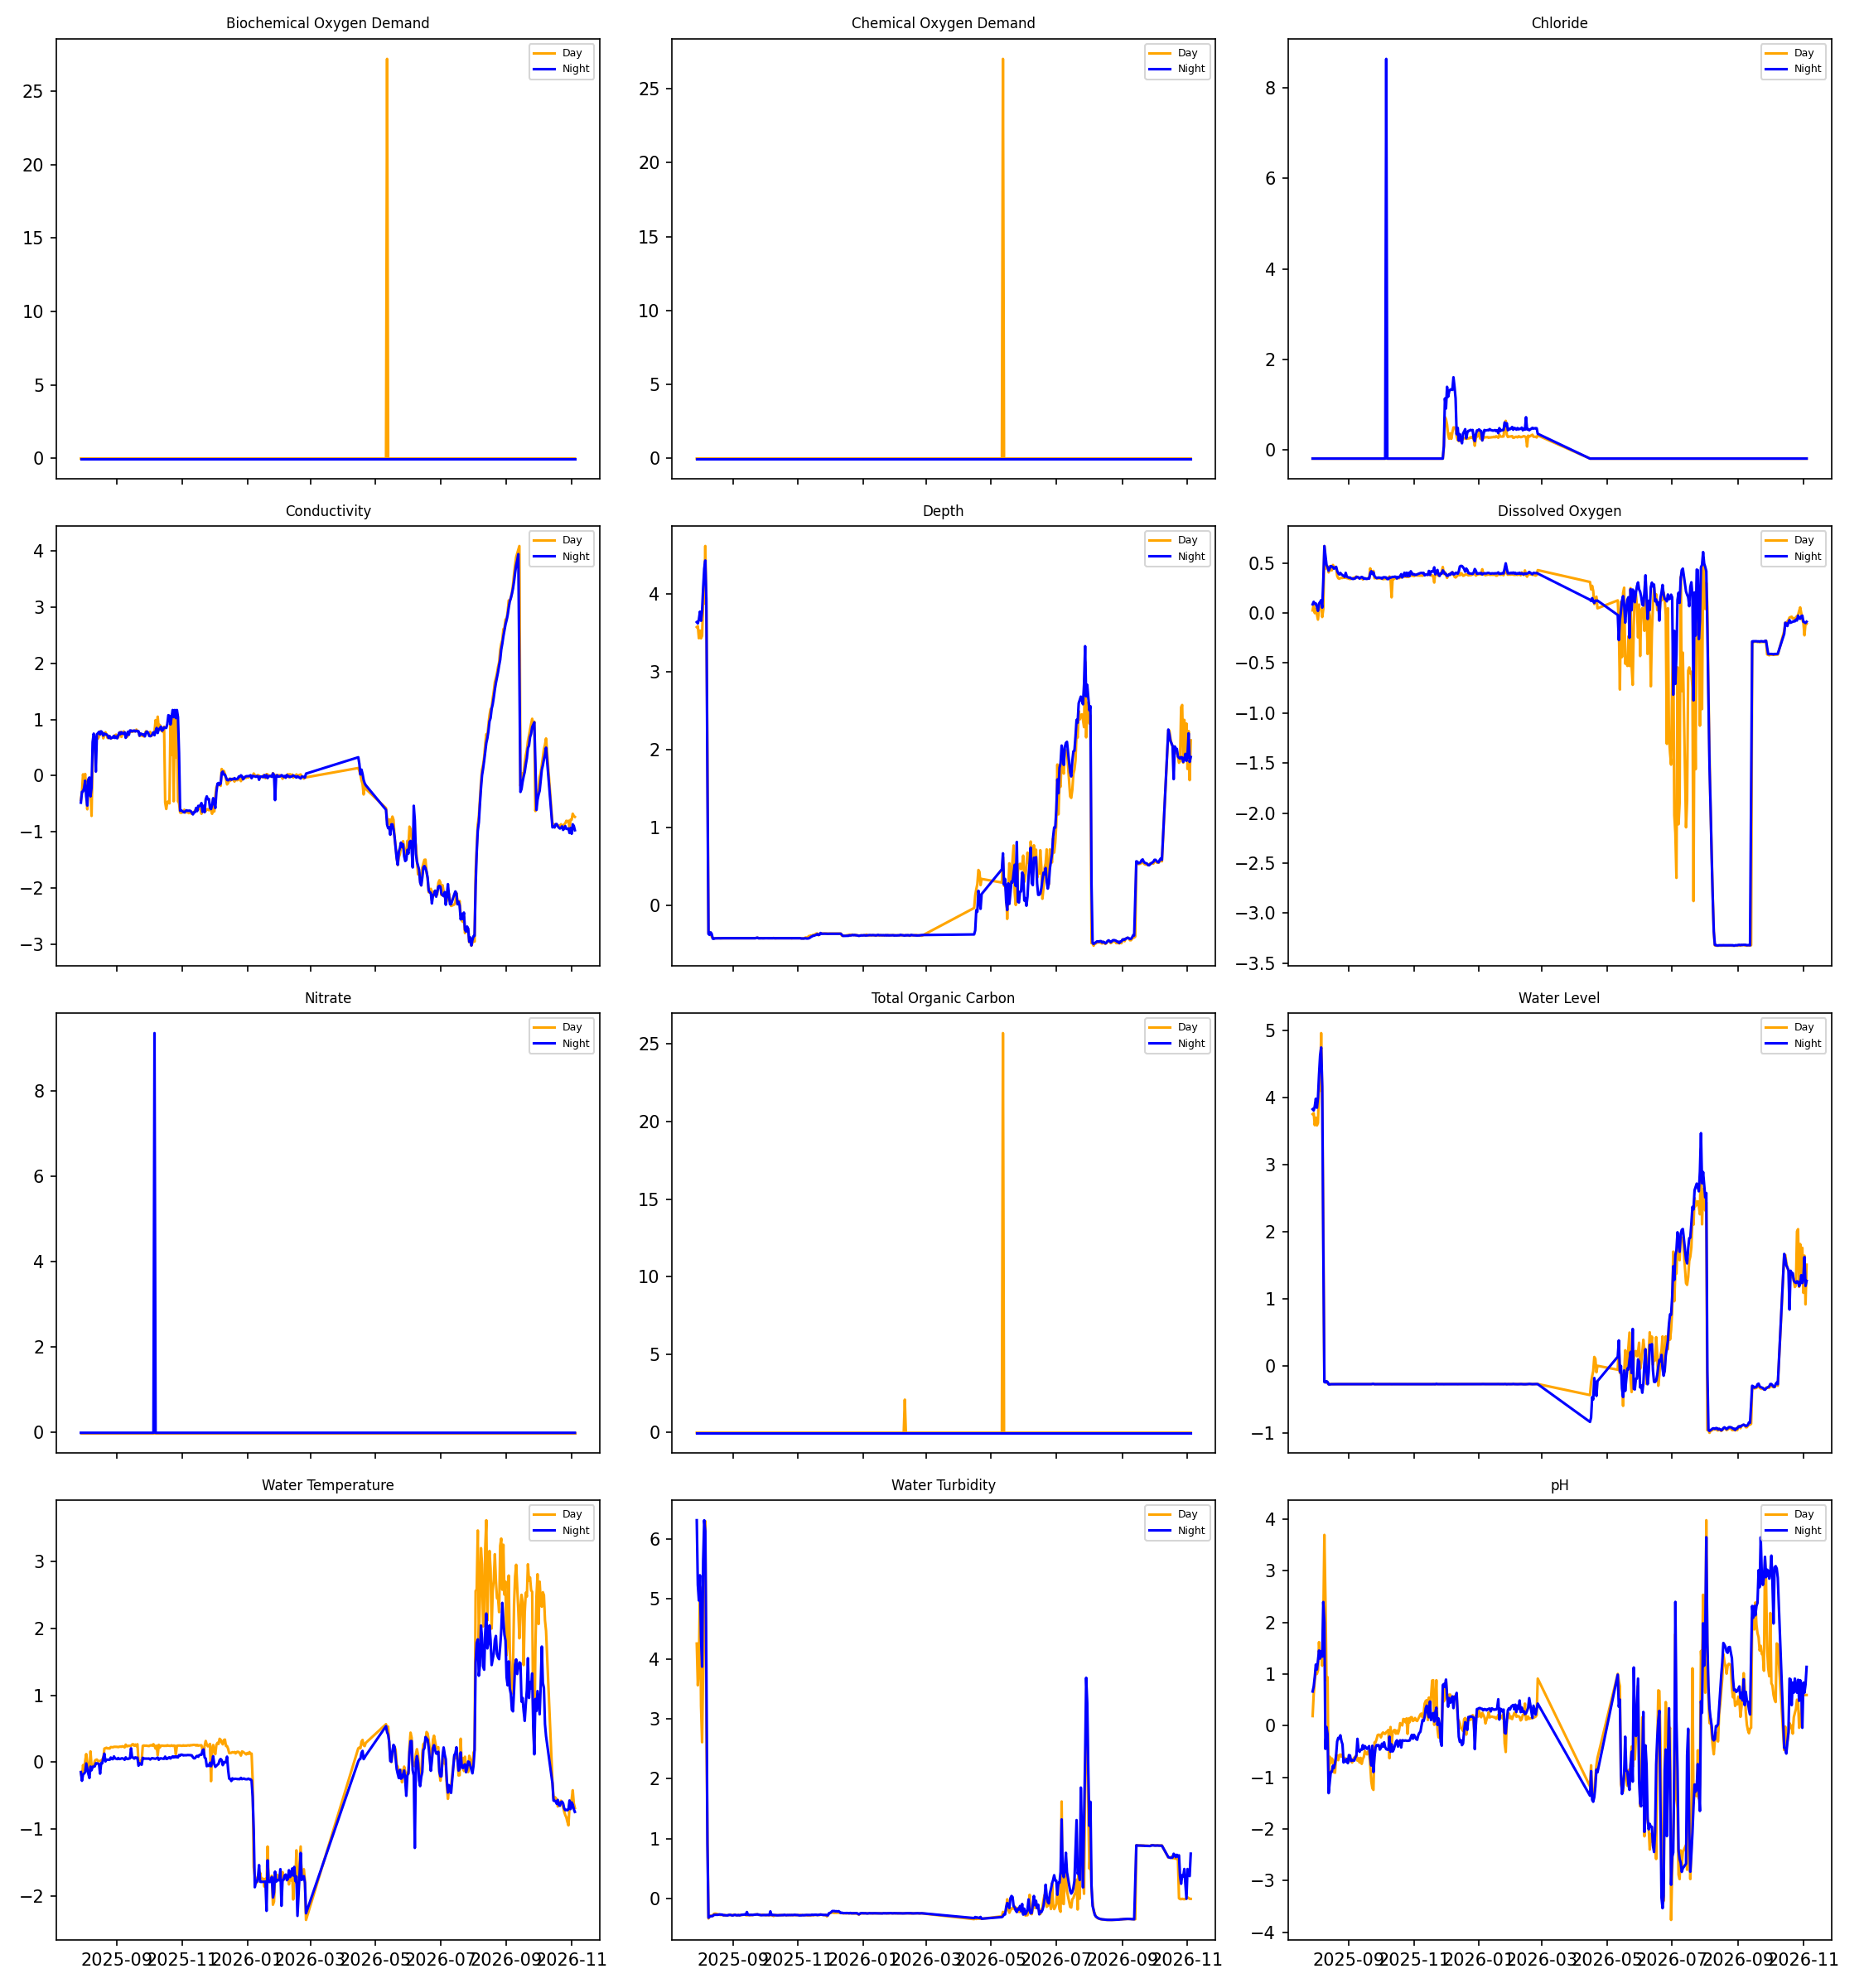 Biochemical Oxygen Demand
Day
Night
25
20
15
10
5
0
Chemical Oxygen Demand
Day
Night
25
20
15
10
5
0
Chloride
Day
Night
8
6
4
2
0
Conductivity
Day
Night
4
3
2
1
0
−1
−2
−3
Depth
Day
Night
4
3
2
1
0
Dissolved Oxygen
Day
Night
0.5
0.0
−0.5
−1.0
−1.5
−2.0
−2.5
−3.0
−3.5
Nitrate
Day
Night
8
6
4
2
0
Total Organic Carbon
Day
Night
25
20
15
10
5
0
Water Level
Day
Night
5
4
3
2
1
0
−1
Water Temperature
Day
Night
3
2
1
0
−1
−2
2025-09 2025-11 2026-01 2026-03 2026-05 2026-07 2026-09 2026-11
Water Turbidity
Day
Night
6
5
4
3
2
1
0
2025-09 2025-11 2026-01 2026-03 2026-05 2026-07 2026-09 2026-11
pH
Day
Night
4
3
2
1
0
−1
−2
−3
−4
2025-09 2025-11 2026-01 2026-03 2026-05 2026-07 2026-09 2026-11